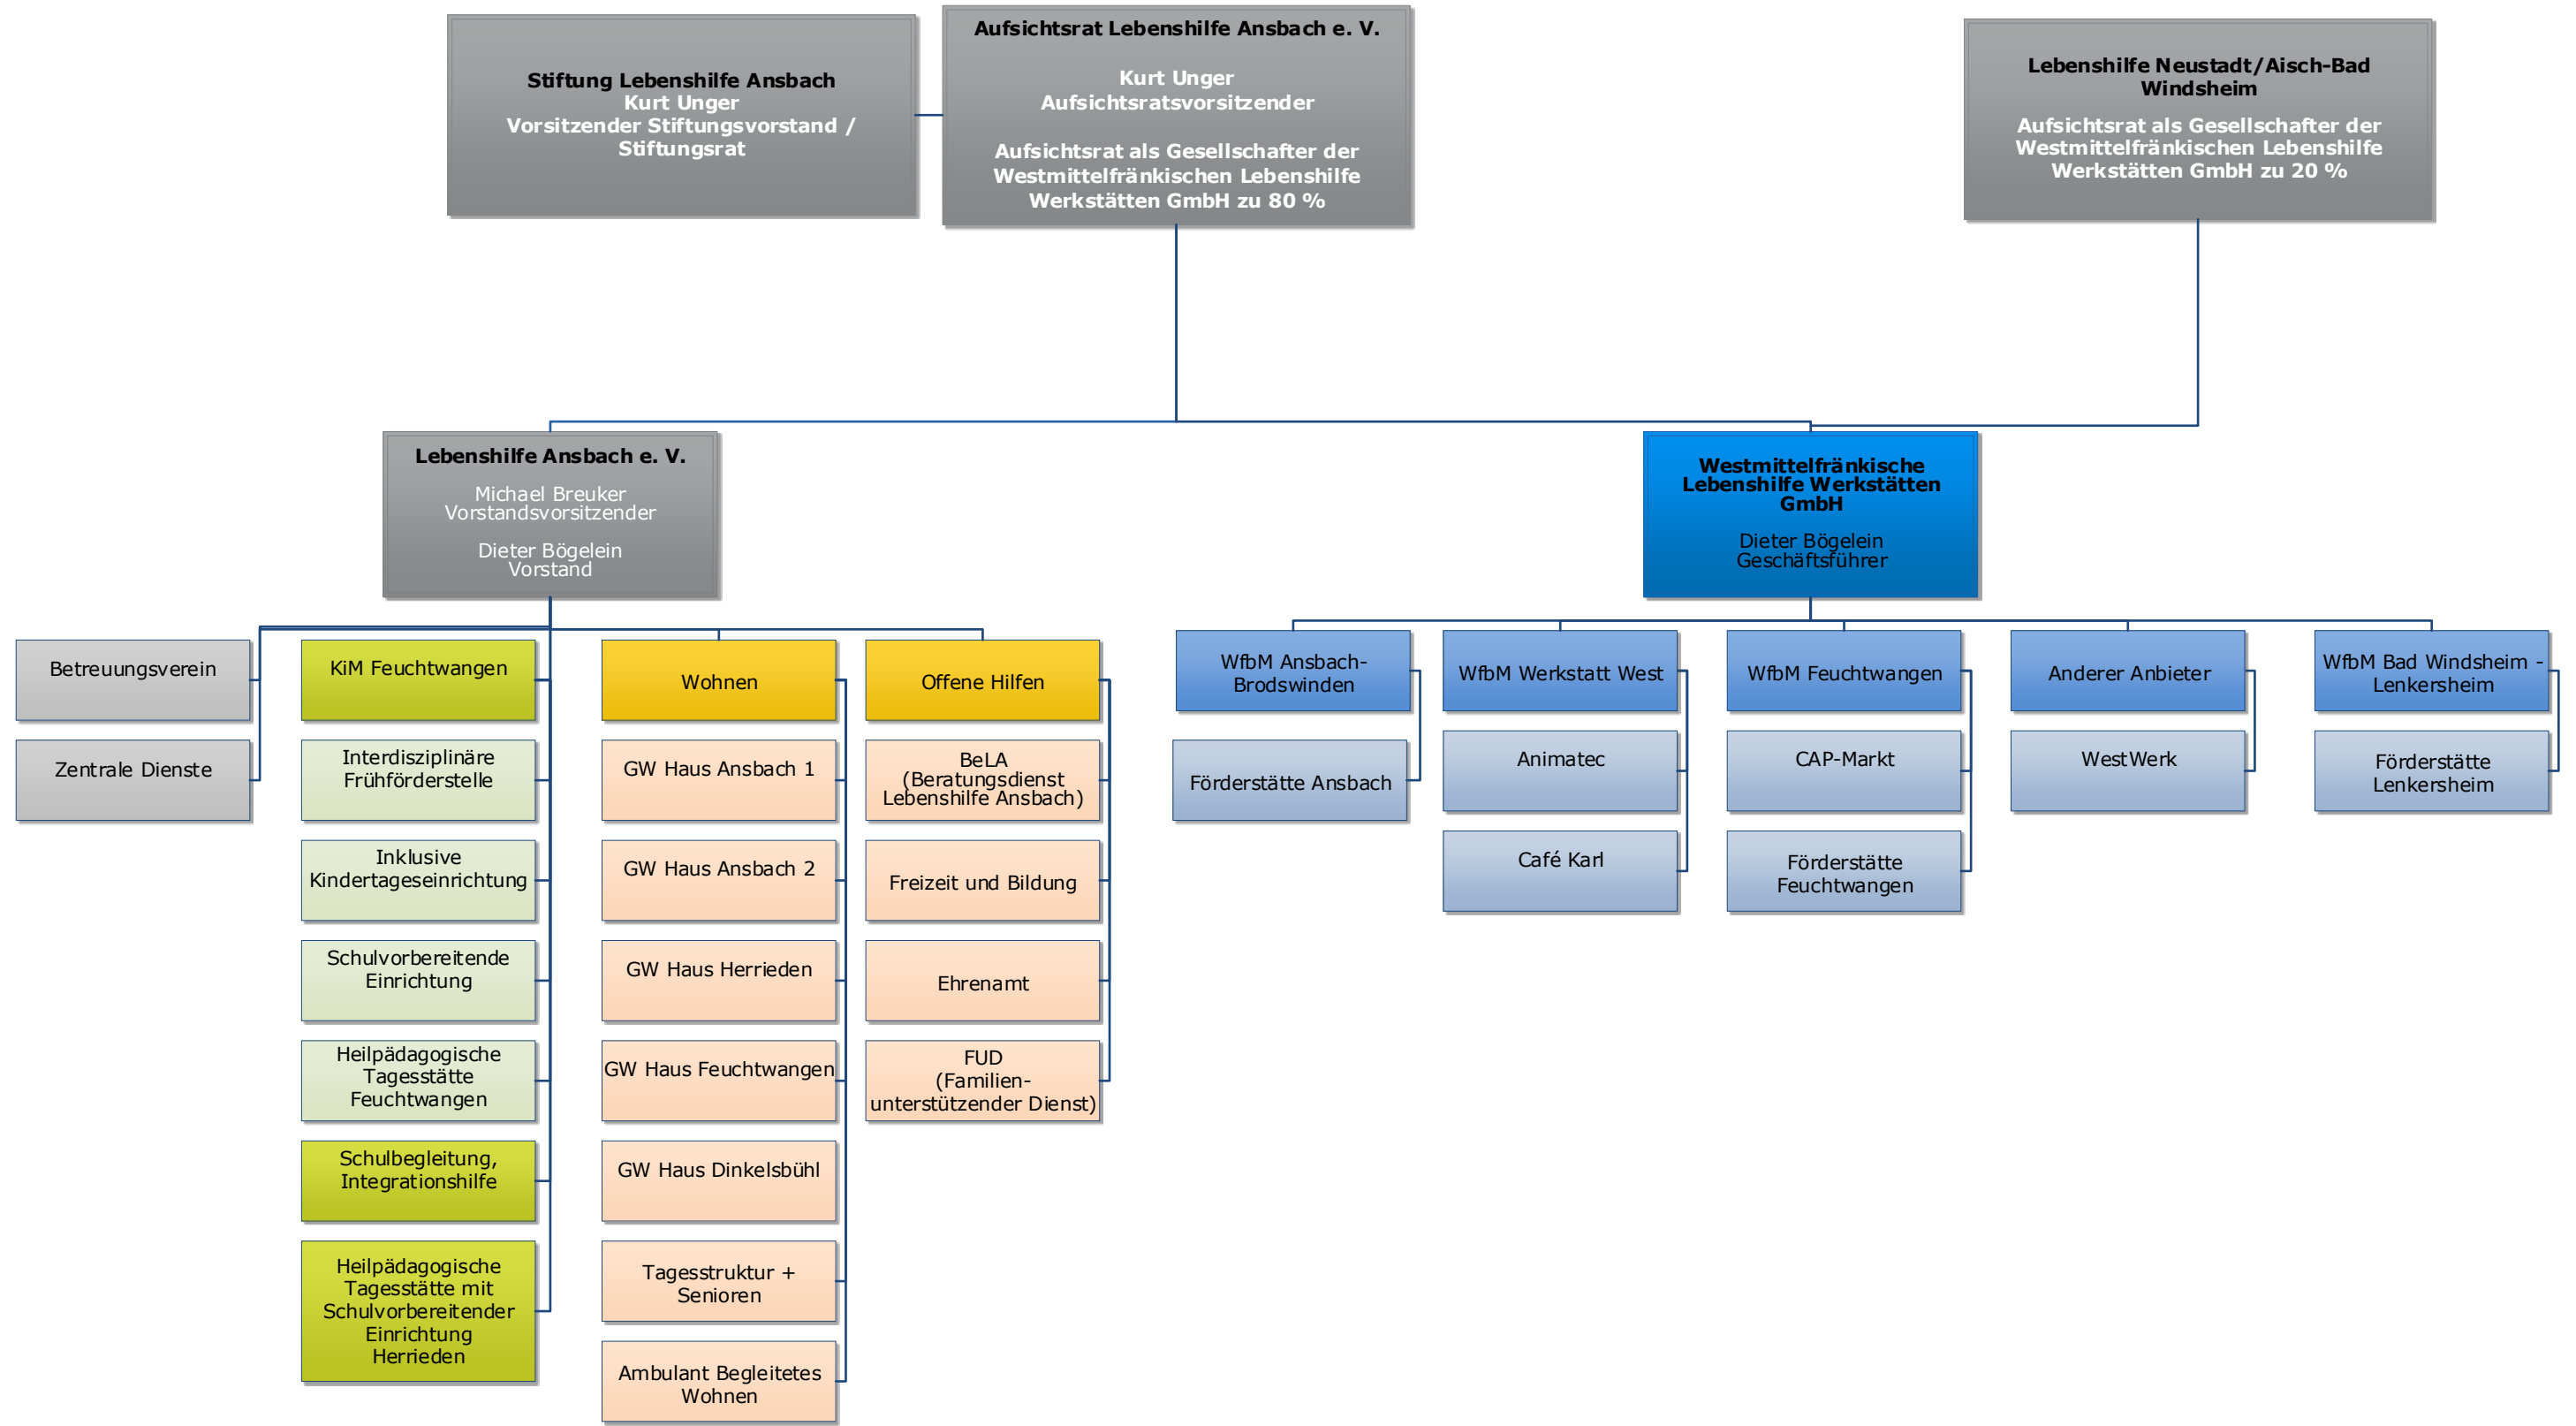 Stiftung Lebenshilfe Ansbach
Kurt Unger
Vorsitzender Stiftungsvorstand /
Stiftungsrat
Aufsichtsrat Lebenshilfe Ansbach e. V.
Kurt Unger
Aufsichtsratsvorsitzender
Aufsichtsrat als Gesellschafter der
Westmittelfränkischen Lebenshilfe
Werkstätten GmbH zu 80 %
Lebenshilfe Neustadt/Aisch-Bad
Windsheim
Aufsichtsrat als Gesellschafter der
Westmittelfränkischen Lebenshilfe
Werkstätten GmbH zu 20 %
Lebenshilfe Ansbach e. V.
Michael Breuker
Vorstandsvorsitzender
Dieter Bögelein
Vorstand
Westmittelfränkische
Lebenshilfe Werkstätten
GmbH
Dieter Bögelein
Geschäftsführer
Betreuungsverein
Zentrale Dienste
KiM Feuchtwangen
Interdisziplinäre
Frühförderstelle
Inklusive
Kindertageseinrichtung
Schulvorbereitende
Einrichtung
Heilpädagogische
Tagesstätte
Feuchtwangen
Schulbegleitung,
Integrationshilfe
Heilpädagogische
Tagesstätte mit
Schulvorbereitender
Einrichtung
Herrieden
Wohnen
GW Haus Ansbach 1
GW Haus Ansbach 2
GW Haus Herrieden
GW Haus Feuchtwangen
GW Haus Dinkelsbühl
Tagesstruktur +
Senioren
Ambulant Begleitetes
Wohnen
Offene Hilfen
BeLA
(Beratungsdienst
Lebenshilfe Ansbach)
Freizeit und Bildung
Ehrenamt
FUD
(Familien-
unterstützender Dienst)
WfbM Ansbach-
Brodswinden
Förderstätte Ansbach
WfbM Werkstatt West
Animatec
Café Karl
WfbM Feuchtwangen
CAP-Markt
Förderstätte
Feuchtwangen
Anderer Anbieter
WestWerk
WfbM Bad Windsheim -
Lenkersheim
Förderstätte
Lenkersheim